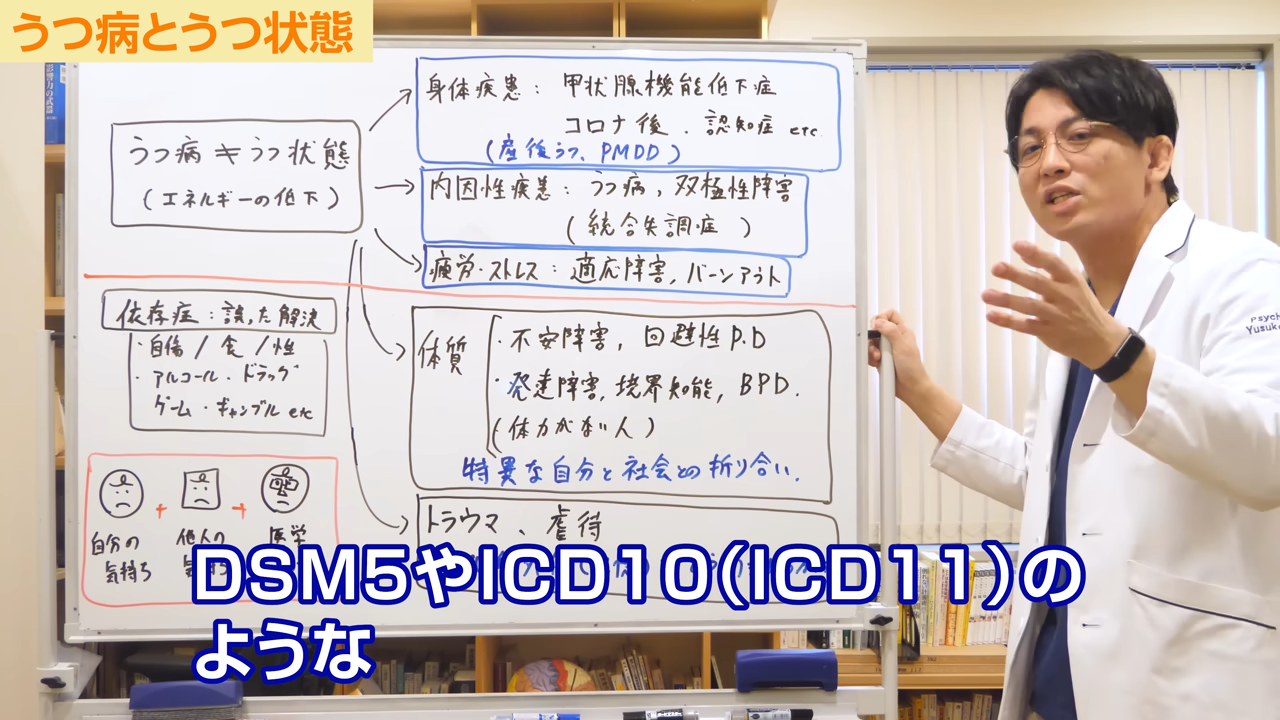 うつ病とうつ状態
うつ病≠うつ状態
(エネルギーの低下)
身体疾患：甲状腺機能低下症
コロナ後、認知症 etc
(産後うつ、PMDD)
内因性疾患：うつ病，双極性障害
(統合失調症)
疲労・ストレス：適応障害，バーンアウト
依存症：誤った解決
・自傷/食/性
・アルコール・ドラッグ
ゲーム・ギャンブル etc
体質
・不安障害，回避性P.D
・発達障害，境界知能，BPD.
(体力がない人)
特異な自分と社会との折り合い.
トラウマ、虐待
自分の
気持ち
+
他人の
+
医学
DSM5やICD10(ICD11)の
ような
Psych
Yusuke
影響力の武器